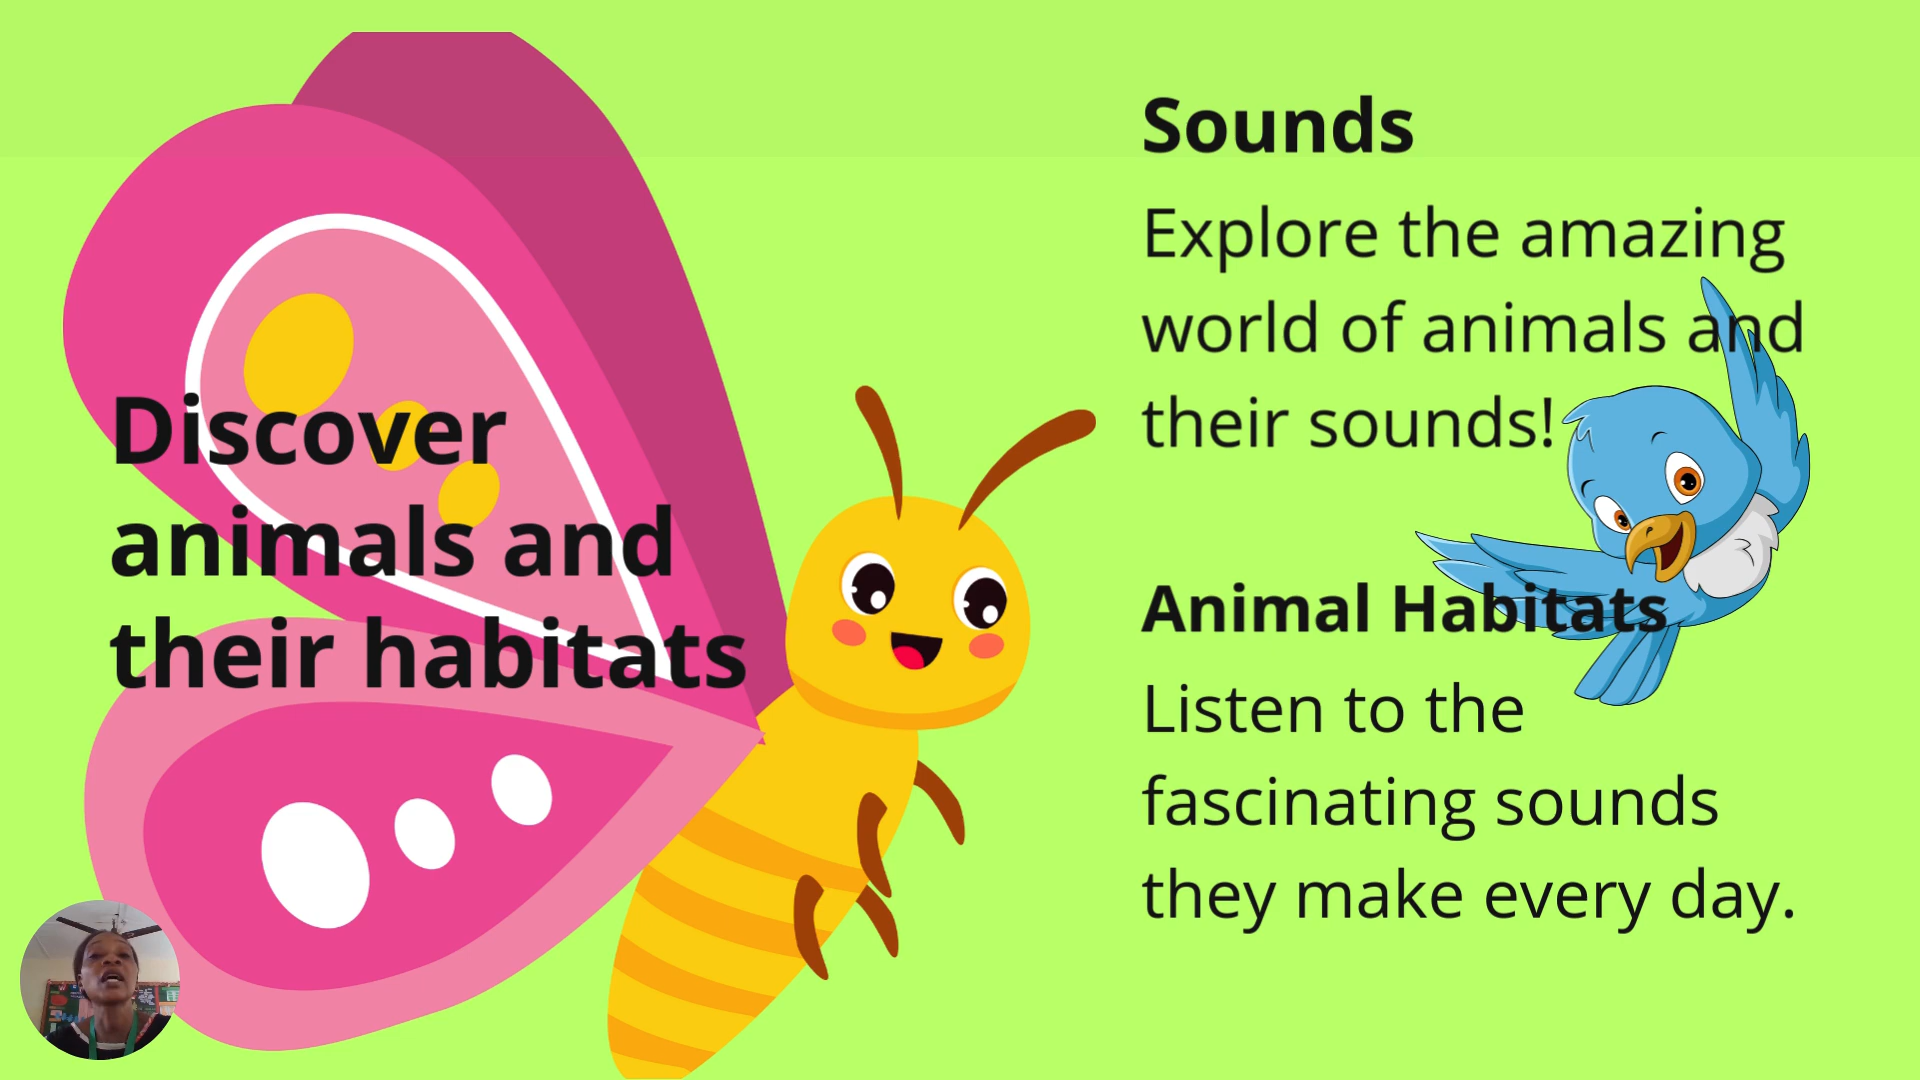 Discover
animals and
their habitats
Sounds
Explore the amazing
world of animals and
their sounds!
Animal Habitats
Listen to the
fascinating sounds
they make every day.